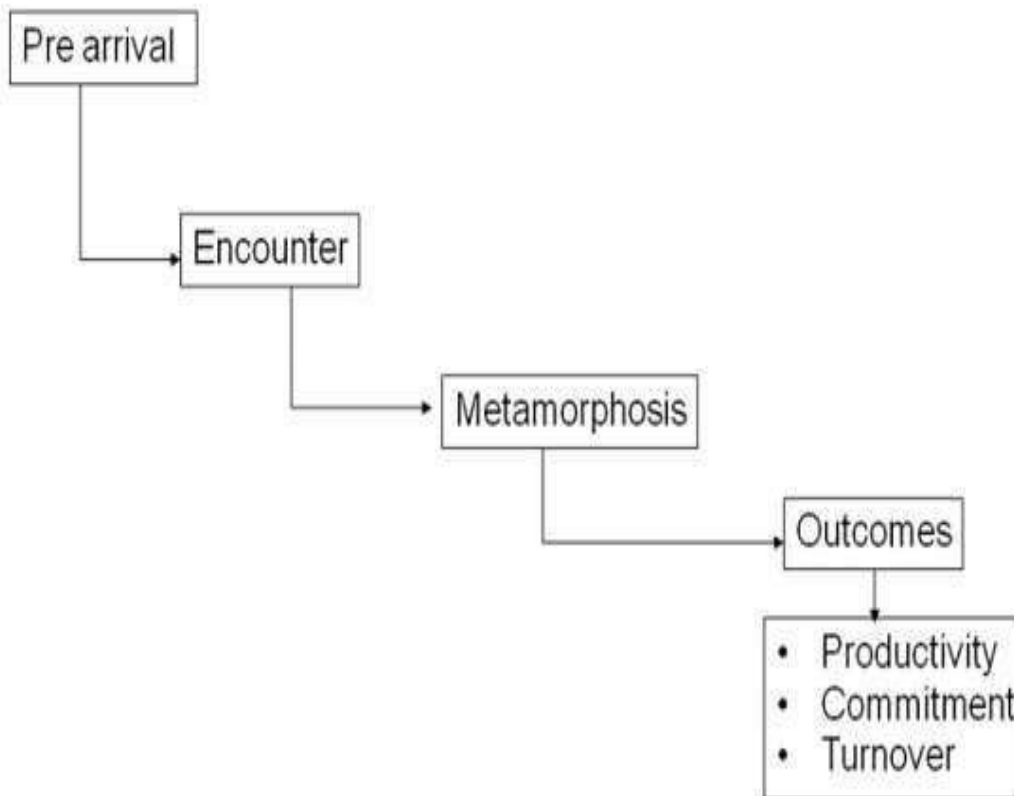 Pre arrival
Encounter
Metamorphosis
Outcomes
• Productivity
• Commitment
• Turnover